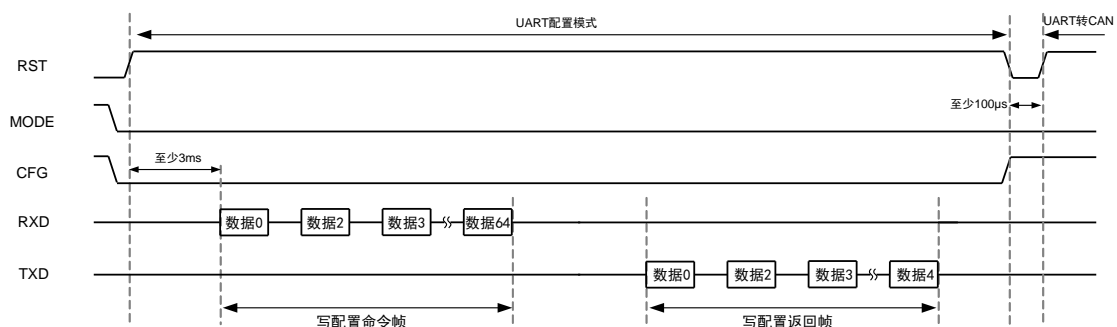 UART配置模式
UART转CAN
RST
至少100μs
MODE
至少3ms
CFG
RXD
数据0 数据2 数据3 数据64
TXD
数据0 数据2 数据3 数据4
写配置命令帧
写配置返回帧